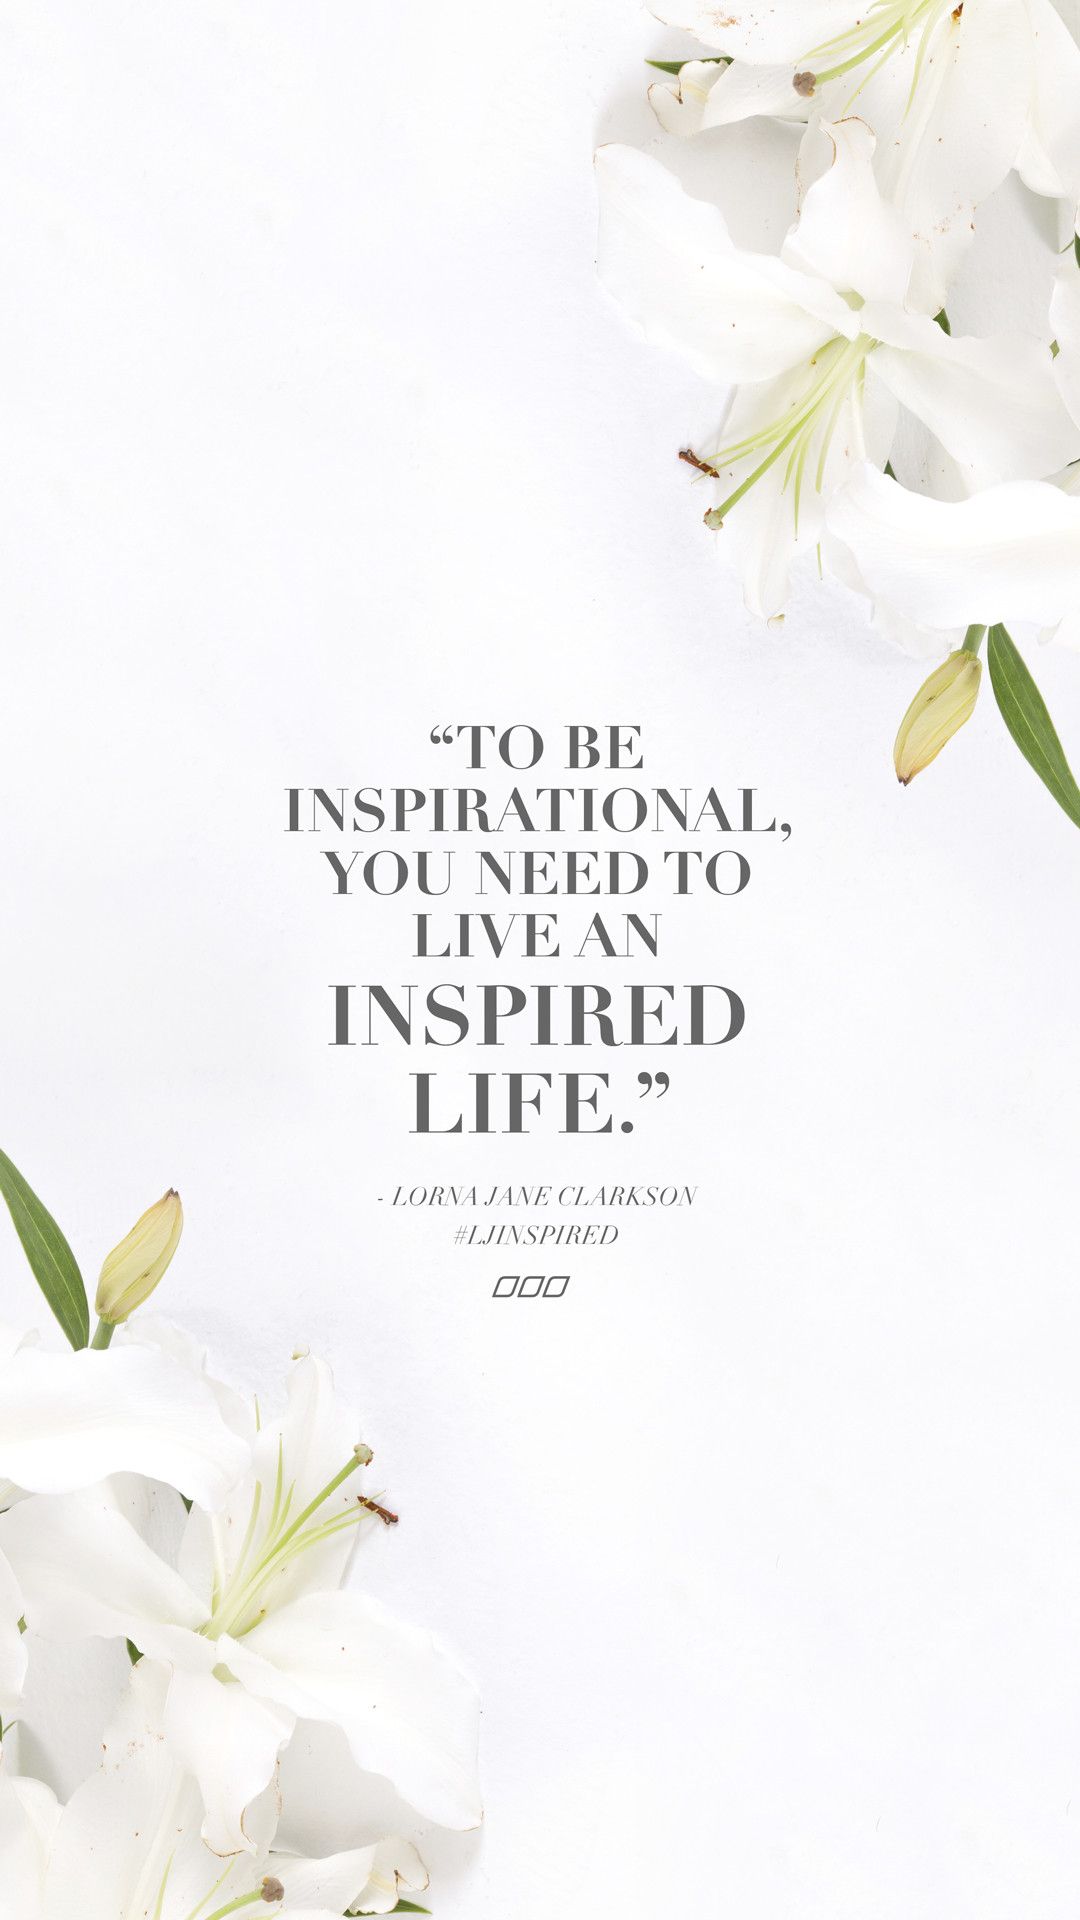 “TO BE
INSPIRATIONAL,
YOU NEED TO
LIVE AN
INSPIRED
LIFE.”
- LORNA JANE CLARKSON
#LJINSPIRED